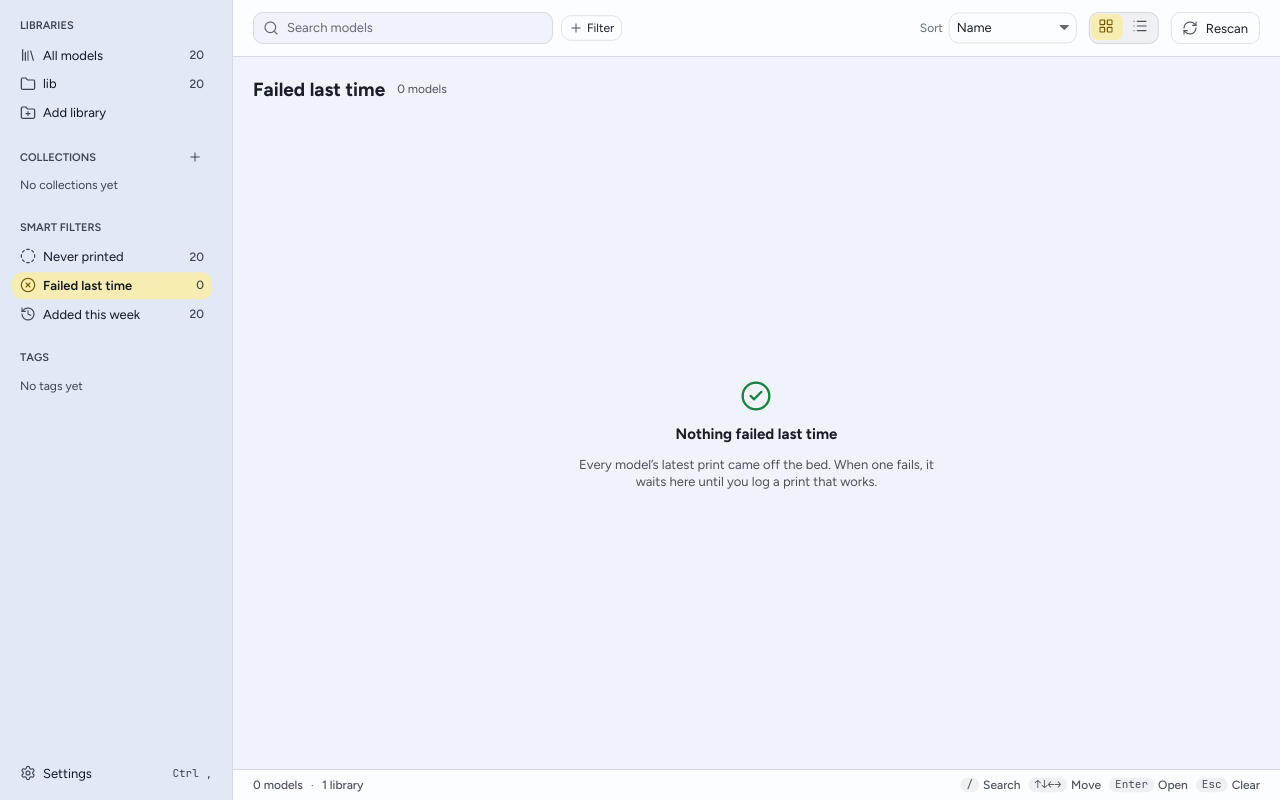 LIBRARIES
All models 20
lib 20
Add library
COLLECTIONS +
No collections yet
SMART FILTERS
Never printed 20
Failed last time 0
Added this week 20
TAGS
No tags yet
Settings Ctrl ,
Search models
+ Filter
Sort Name
Rescan
Failed last time 0 models
Nothing failed last time
Every model’s latest print came off the bed. When one fails, it
waits here until you log a print that works.
0 models · 1 library
/ Search ↑↓←→ Move Enter Open Esc Clear